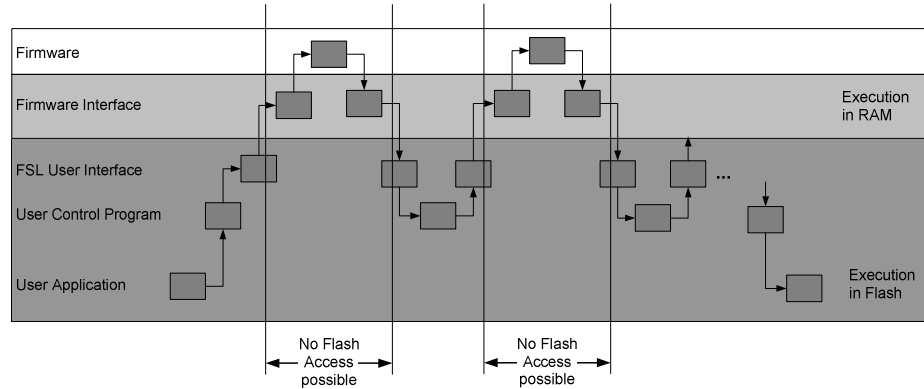 Firmware
Firmware Interface
Execution
in RAM
FSL User Interface
...
User Control Program
User Application
Execution
in Flash
No Flash
Access
possible
No Flash
Access
possible